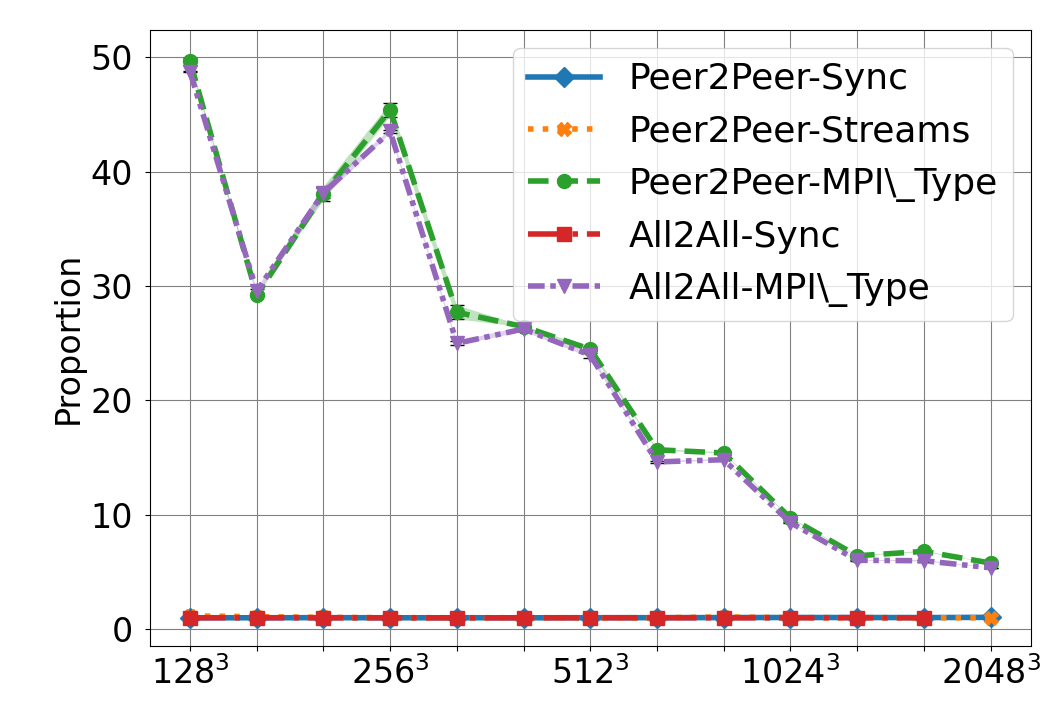 50
40
30
20
10
0
Proportion
Peer2Peer-Sync
Peer2Peer-Streams
Peer2Peer-MPI\_Type
All2All-Sync
All2All-MPI\_Type
128³ 256³ 512³ 1024³ 2048³